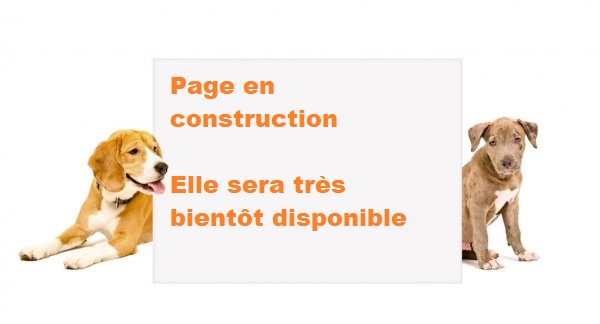 Page en
construction
Elle sera très
bientôt disponible